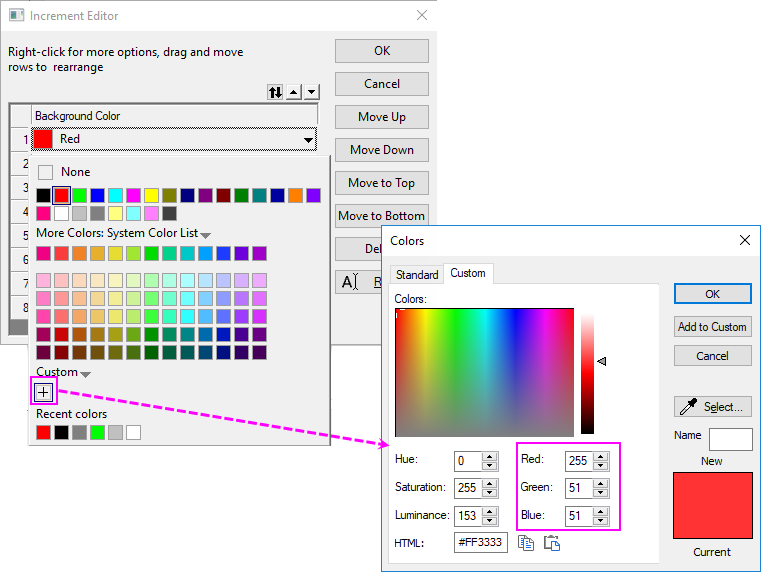 Increment Editor
Right-click for more options, drag and move
rows to rearrange
OK
Cancel
Move Up
Move Down
Move to Top
Move to Bottom
Del
R
Background Color
1 Red
2
3
4
5
6
7
8
None
More Colors: System Color List
Custom
Recent colors
Colors
Standard
Custom
Colors:
Hue: 0
Saturation: 255
Luminance: 153
HTML: #FF3333
Red: 255
Green: 51
Blue: 51
OK
Add to Custom
Cancel
Select...
Name
New
Current